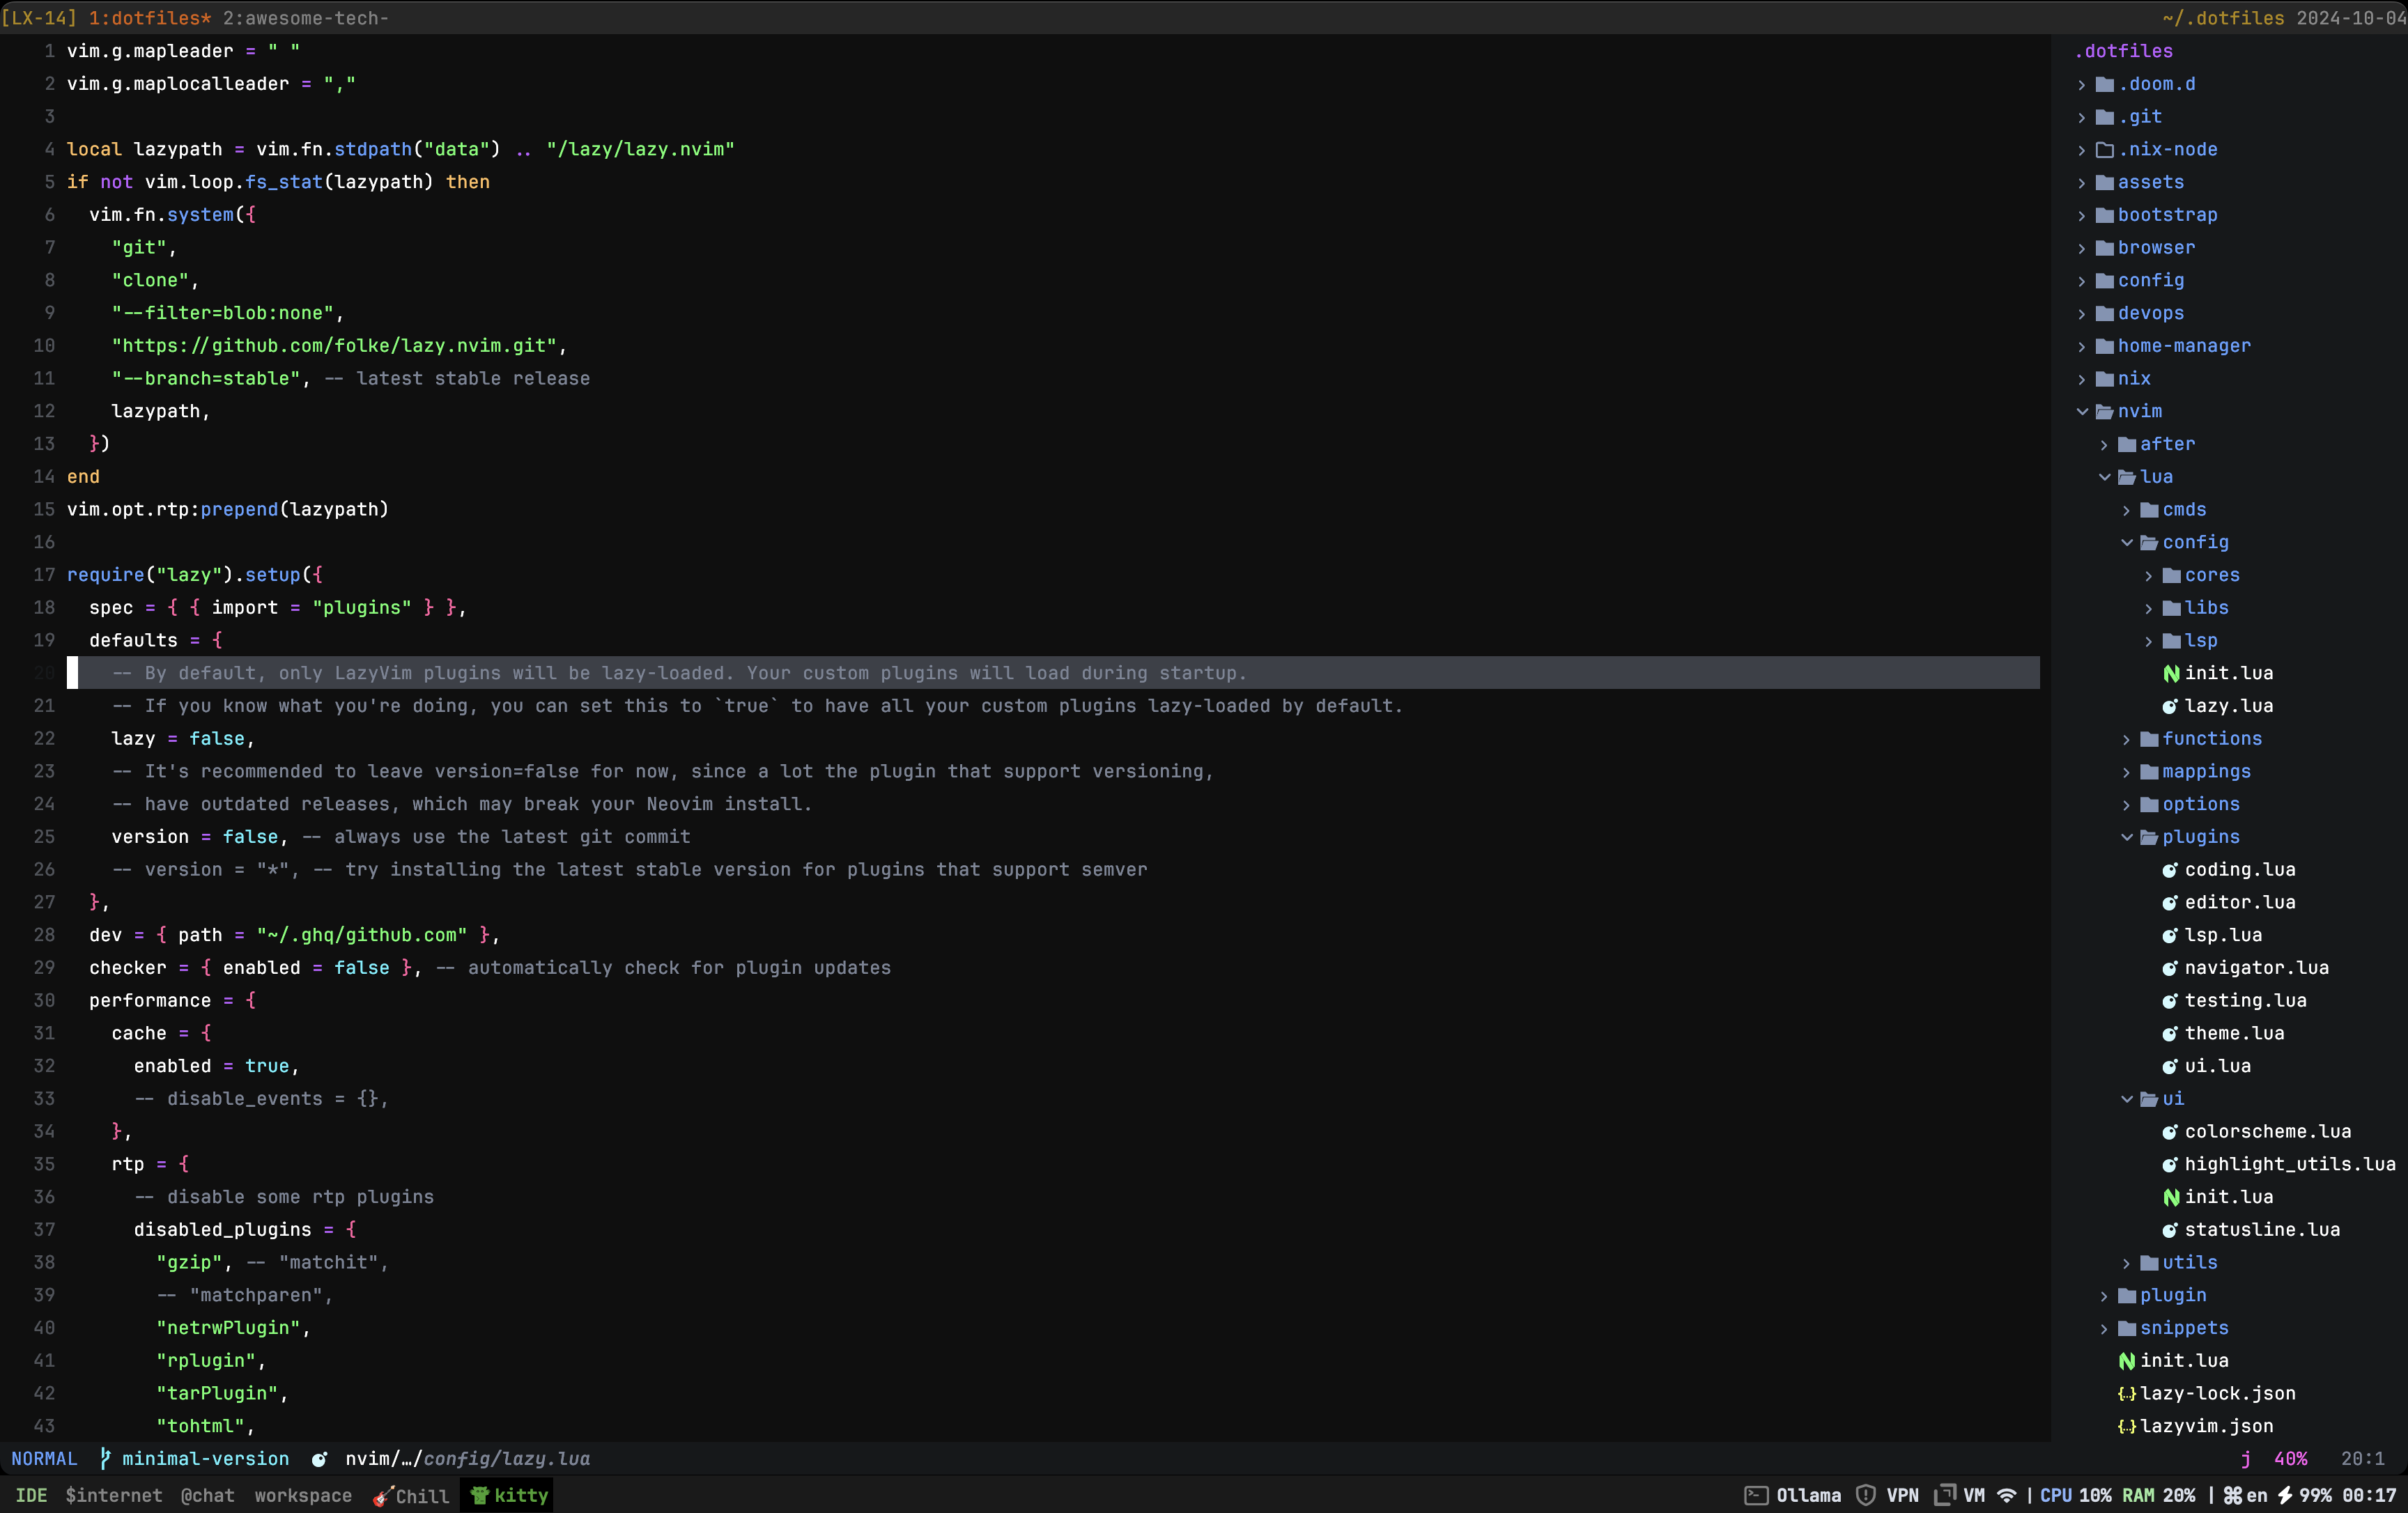 [LX-14] 1:dotfiles* 2:awesome-tech- ~/.dotfiles 2024-10-04
1 vim.g.mapleader = " "
2 vim.g.maplocalleader = ","
3
4 local lazypath = vim.fn.stdpath("data") .. "/lazy/lazy.nvim"
5 if not vim.loop.fs_stat(lazypath) then
6   vim.fn.system({
7     "git",
8     "clone",
9     "--filter=blob:none",
10     "https://github.com/folke/lazy.nvim.git",
11     "--branch=stable", -- latest stable release
12     lazypath,
13   })
14 end
15 vim.opt.rtp:prepend(lazypath)
16
17 require("lazy").setup({
18   spec = { { import = "plugins" } },
19   defaults = {
20     -- By default, only LazyVim plugins will be lazy-loaded. Your custom plugins will load during startup.
21     -- If you know what you're doing, you can set this to `true` to have all your custom plugins lazy-loaded by default.
22     lazy = false,
23     -- It's recommended to leave version=false for now, since a lot the plugin that support versioning,
24     -- have outdated releases, which may break your Neovim install.
25     version = false, -- always use the latest git commit
26     -- version = "*", -- try installing the latest stable version for plugins that support semver
27   },
28   dev = { path = "~/.ghq/github.com" },
29   checker = { enabled = false }, -- automatically check for plugin updates
30   performance = {
31     cache = {
32       enabled = true,
33       -- disable_events = {},
34     },
35     rtp = {
36       -- disable some rtp plugins
37       disabled_plugins = {
38         "gzip", -- "matchit",
39         -- "matchparen",
40         "netrwPlugin",
41         "rplugin",
42         "tarPlugin",
43         "tohtml",
.dotfiles
.doom.d
.git
.nix-node
assets
bootstrap
browser
config
devops
home-manager
nix
nvim
after
lua
cmds
config
cores
libs
lsp
init.lua
lazy.lua
functions
mappings
options
plugins
coding.lua
editor.lua
lsp.lua
navigator.lua
testing.lua
theme.lua
ui.lua
ui
colorscheme.lua
highlight_utils.lua
init.lua
statusline.lua
utils
plugin
snippets
init.lua
lazy-lock.json
lazyvim.json
NORMAL minimal-version nvim/…/config/lazy.lua j 40% 20:1
IDE $internet @chat workspace Chill kitty Ollama VPN VM | CPU 10% RAM 20% | ⌘en 99% 00:17